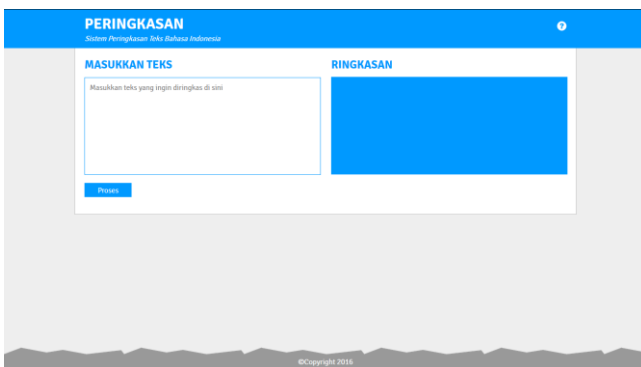 PERINGKASAN
Sistem Peringkasan Teks Bahasa Indonesia
?
MASUKKAN TEKS
RINGKASAN
Masukkan teks yang ingin diringkas di sini
Proses
©Copyright 2016